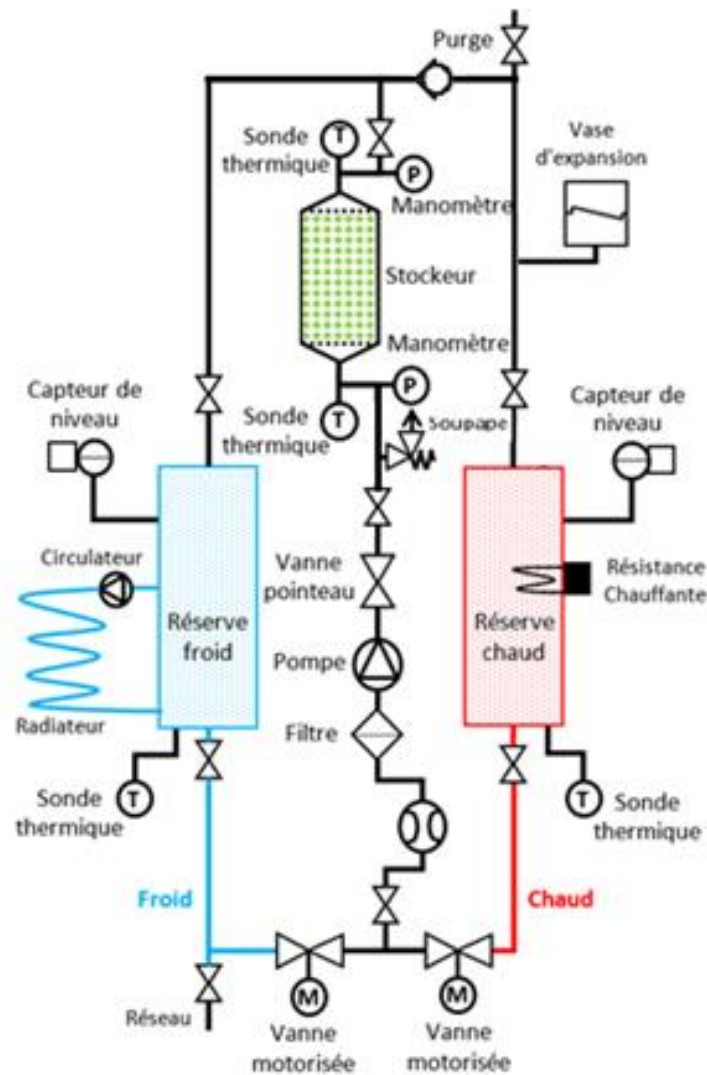 Purge
Sonde
thermique
T
P
Manomètre
Vase
d'expansion
Stockeur
Manomètre
P
Sonde
thermique
T
Soupape
Capteur de
niveau
Capteur de
niveau
Circulateur
Vanne
pointeau
Résistance
Chauffante
Réserve
froid
Réserve
chaud
Pompe
Radiateur
Filtre
Sonde
thermique
T
T
Sonde
thermique
Froid
Chaud
M
M
Réseau
Vanne
motorisée
Vanne
motorisée